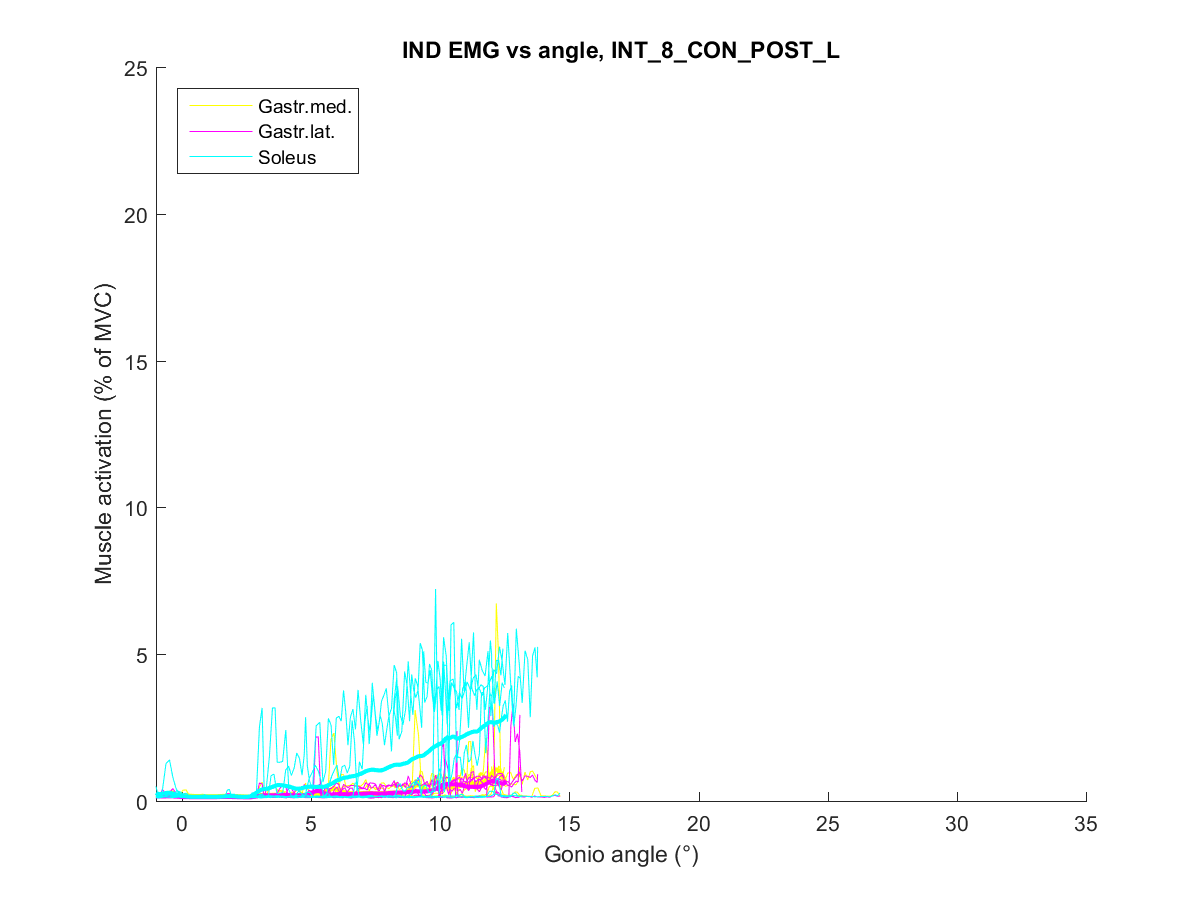 IND EMG vs angle, INT_8_CON_POST_L
25
20
15
10
5
0
Muscle activation (% of MVC)
Gastr.med.
Gastr.lat.
Soleus
0 5 10 15 20 25 30 35
Gonio angle (°)